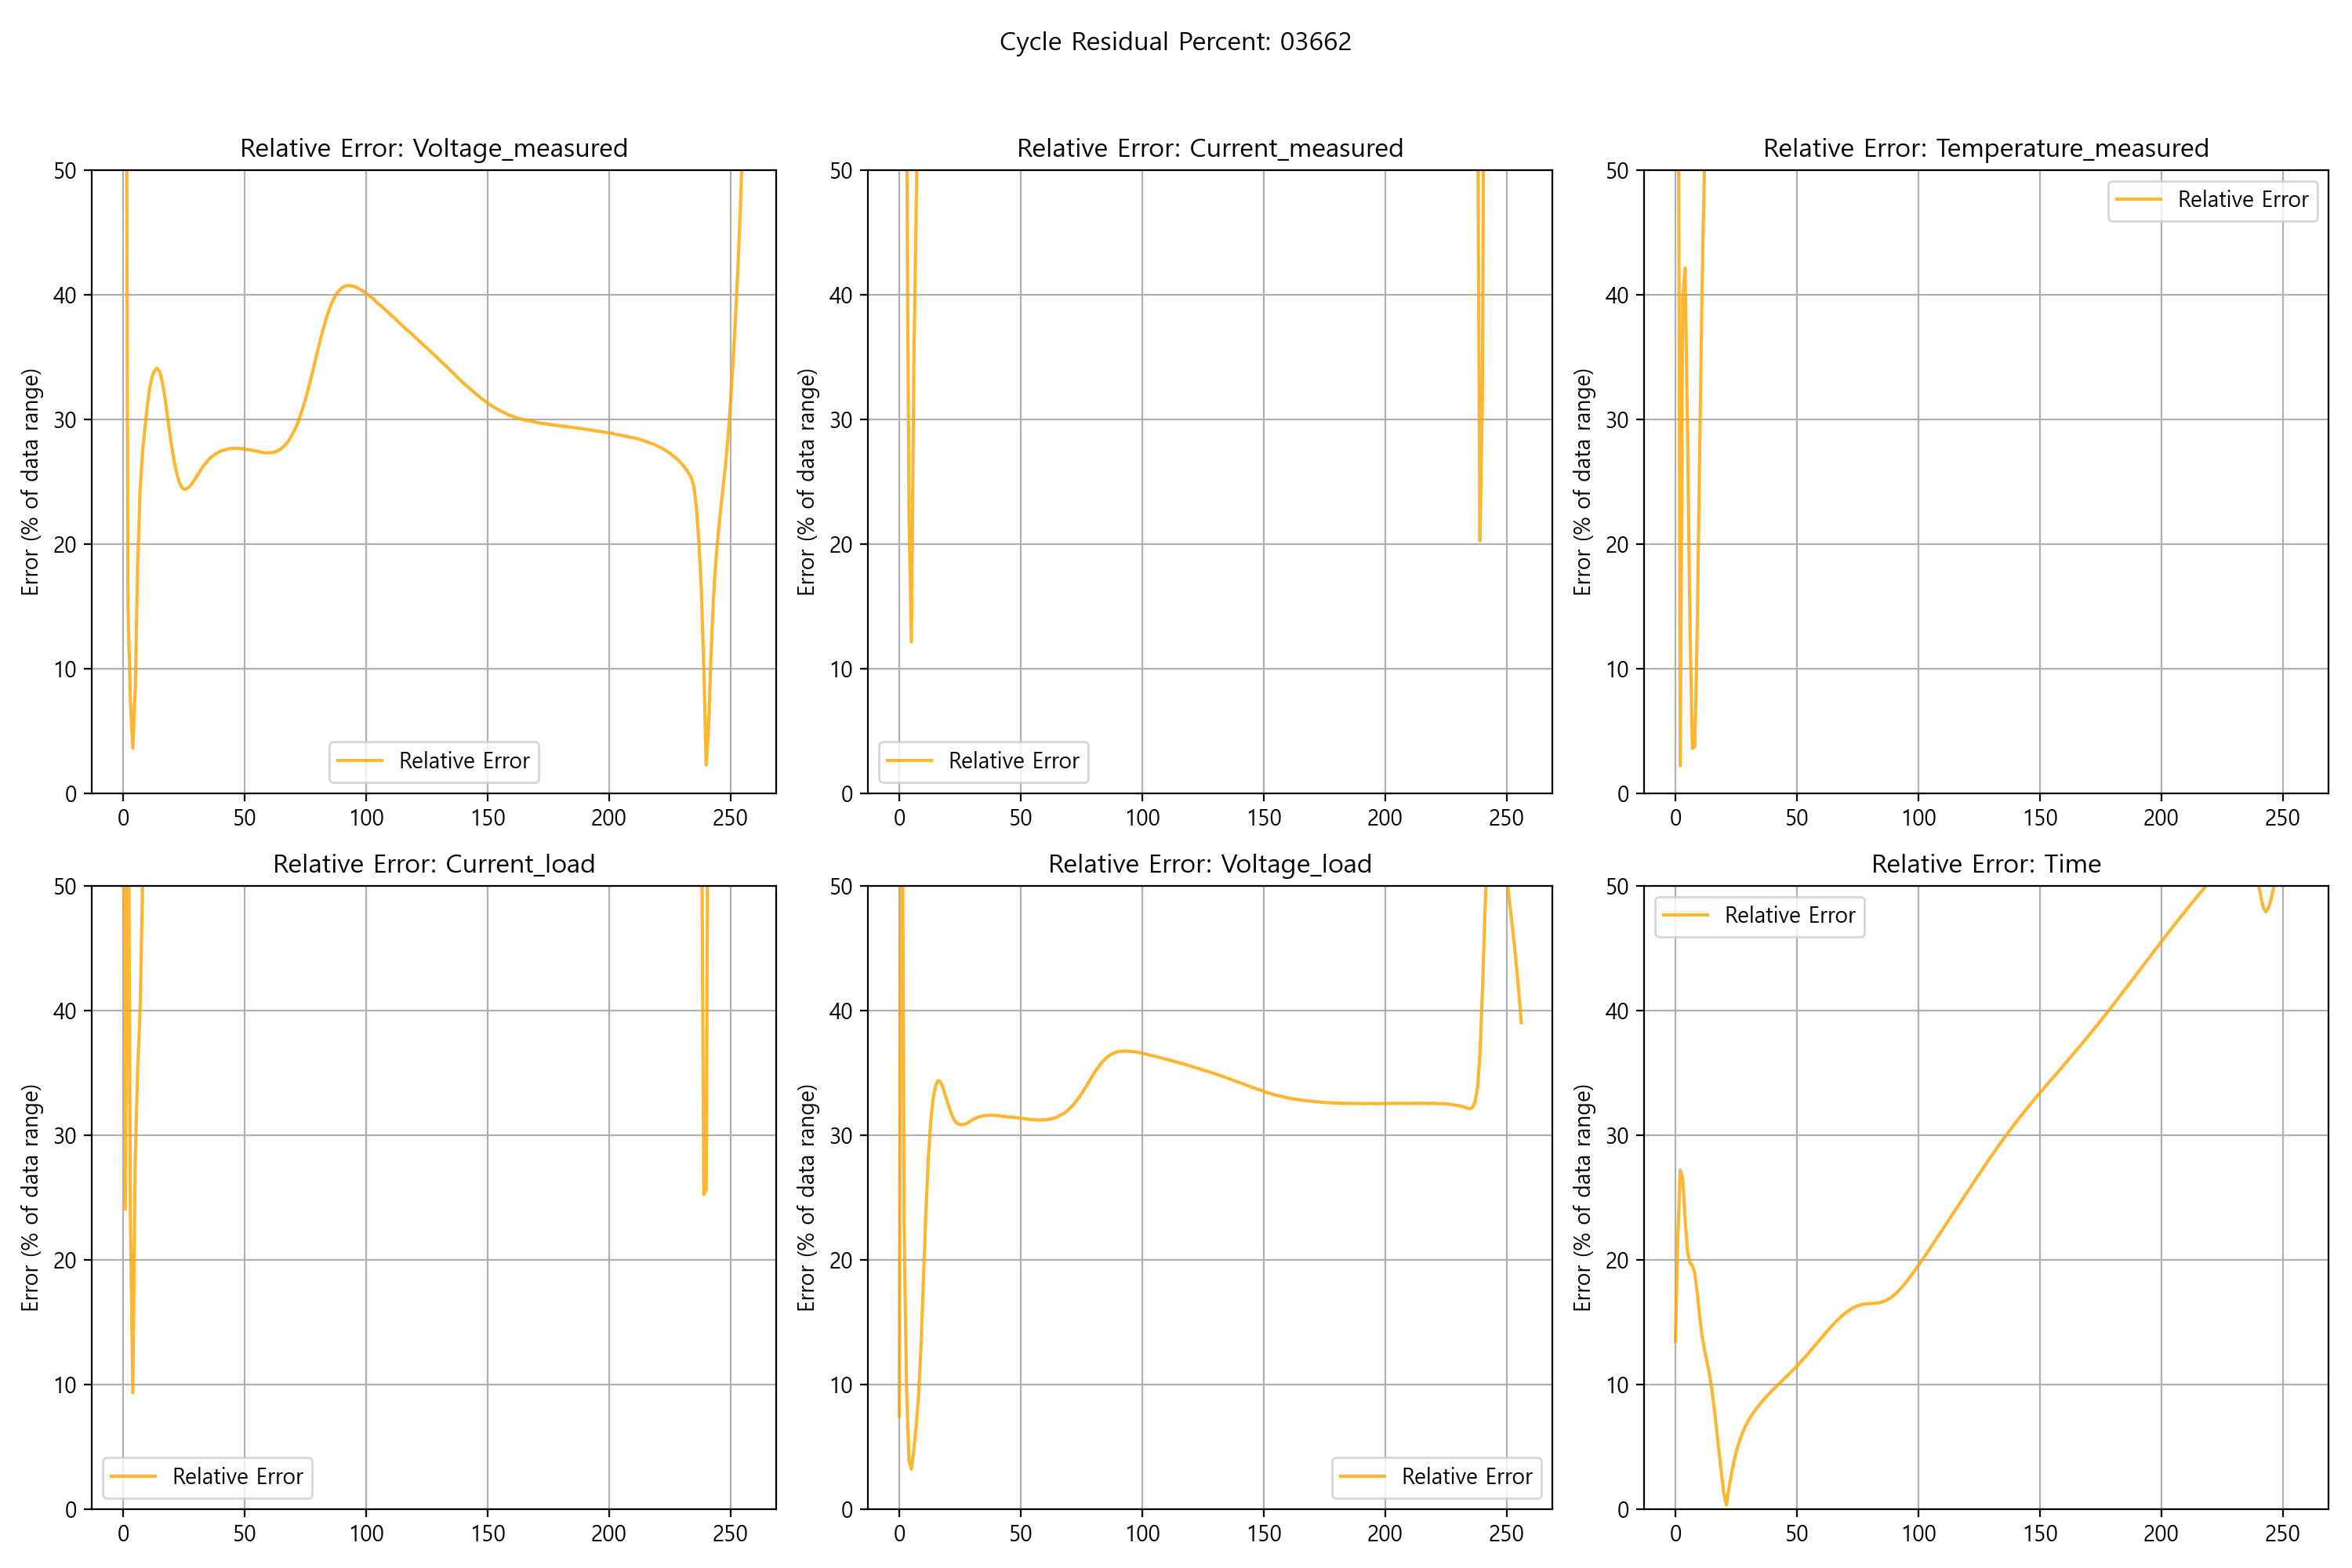 Cycle Residual Percent: 03662
Relative Error: Voltage_measured
Error (% of data range)
50
40
30
20
10
0
0 50 100 150 200 250
Relative Error
Relative Error: Current_measured
Error (% of data range)
50
40
30
20
10
0
0 50 100 150 200 250
Relative Error
Relative Error: Temperature_measured
Error (% of data range)
50
40
30
20
10
0
0 50 100 150 200 250
Relative Error
Relative Error: Current_load
Error (% of data range)
50
40
30
20
10
0
0 50 100 150 200 250
Relative Error
Relative Error: Voltage_load
Error (% of data range)
50
40
30
20
10
0
0 50 100 150 200 250
Relative Error
Relative Error: Time
Error (% of data range)
50
40
30
20
10
0
0 50 100 150 200 250
Relative Error